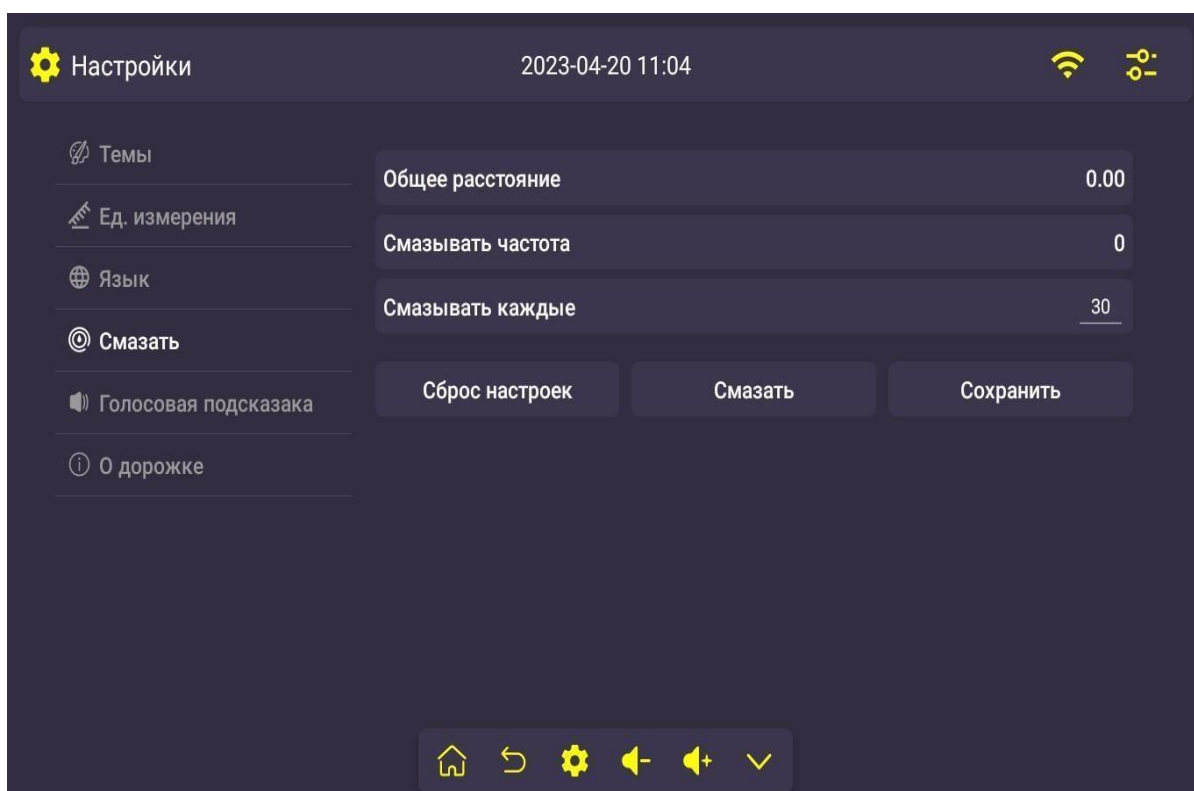 Настройки 2023-04-20 11:04
Темы
Ед. измерения
Язык
Смазать
Голосовая подсказака
О дорожке
Общее расстояние 0.00
Смазывать частота 0
Смазывать каждые 30
Сброс настроек Смазать Сохранить